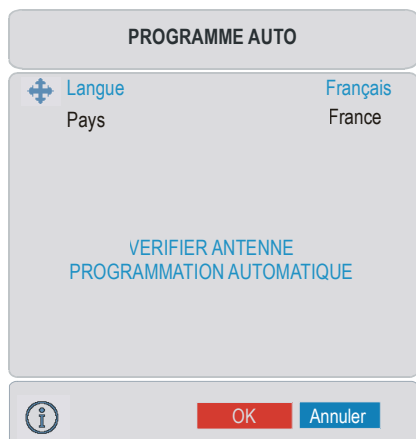 PROGRAMME AUTO
Langue Français
Pays France
VERIFIER ANTENNE
PROGRAMMATION AUTOMATIQUE
OK Annuler